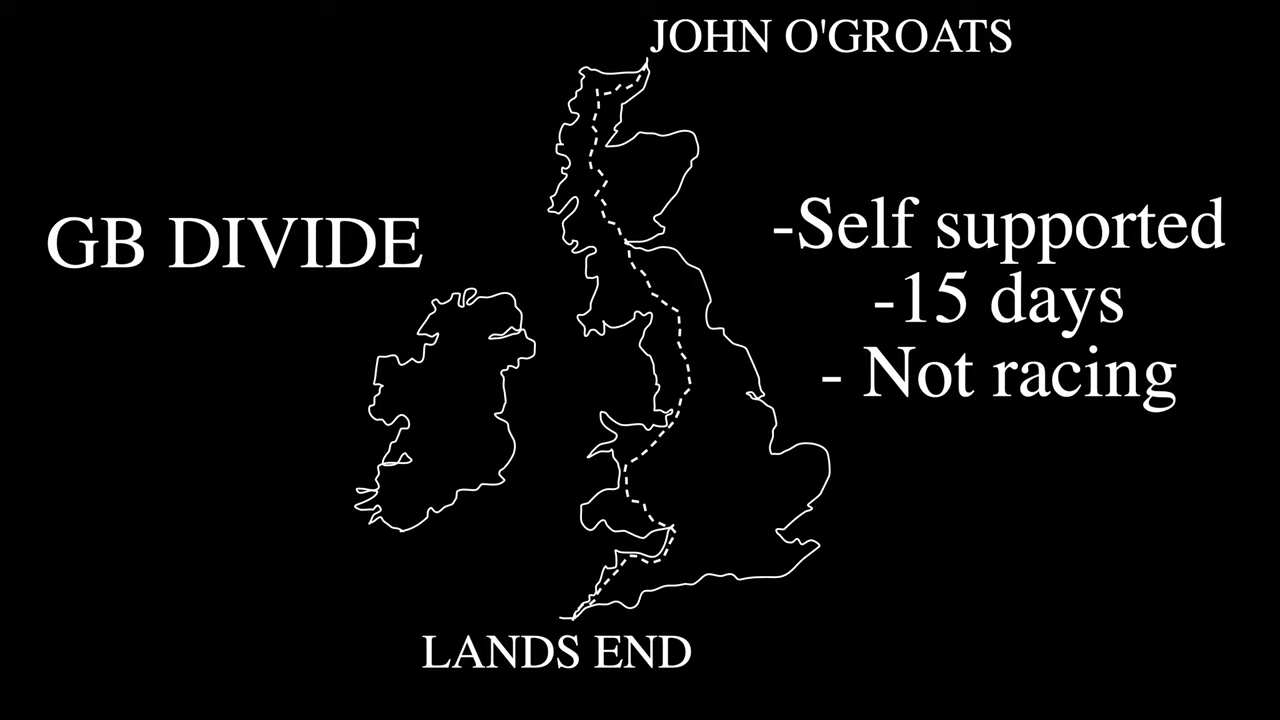 JOHN O'GROATS
GB DIVIDE
-Self supported
-15 days
- Not racing
LANDS END